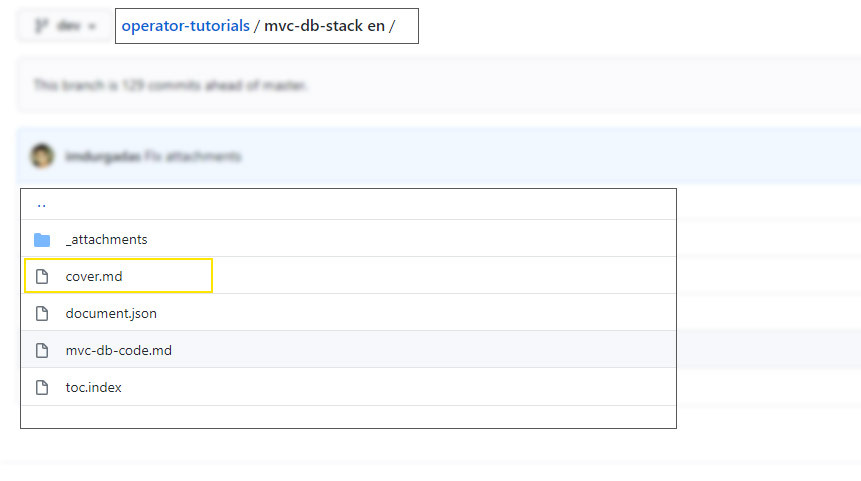 dev
operator-tutorials / mvc-db-stack en /
This branch is 129 commits ahead of master.
imdurgadas Fix attachments
..
_attachments
cover.md
document.json
mvc-db-code.md
toc.index